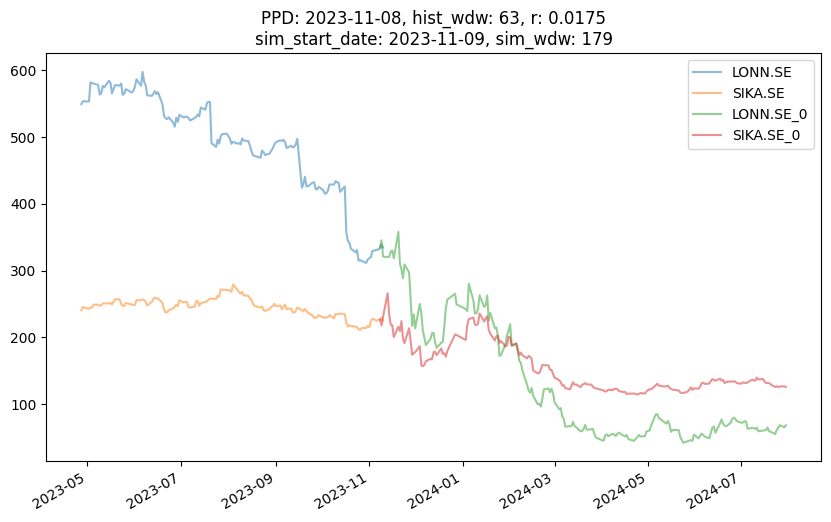 PPD: 2023-11-08, hist_wdw: 63, r: 0.0175
sim_start_date: 2023-11-09, sim_wdw: 179
LONN.SE
SIKA.SE
LONN.SE_0
SIKA.SE_0
600
500
400
300
200
100
2023-05
2023-07
2023-09
2023-11
2024-01
2024-03
2024-05
2024-07